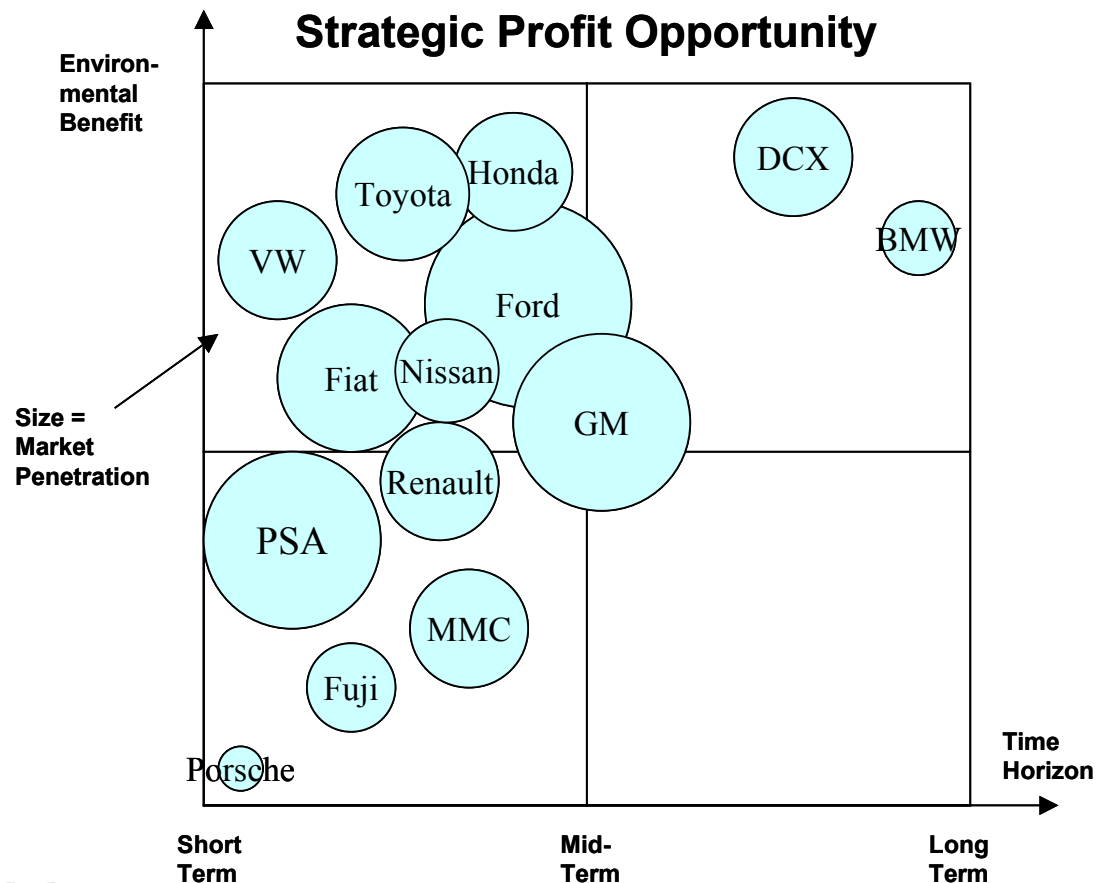 Strategic Profit Opportunity
Environ-
mental
Benefit
DCX
Honda
Toyota
BMW
VW
Ford
Nissan
Fiat
GM
Size =
Market
Penetration
Renault
PSA
MMC
Fuji
Porsche
Time
Horizon
Short
Term
Mid-
Term
Long
Term